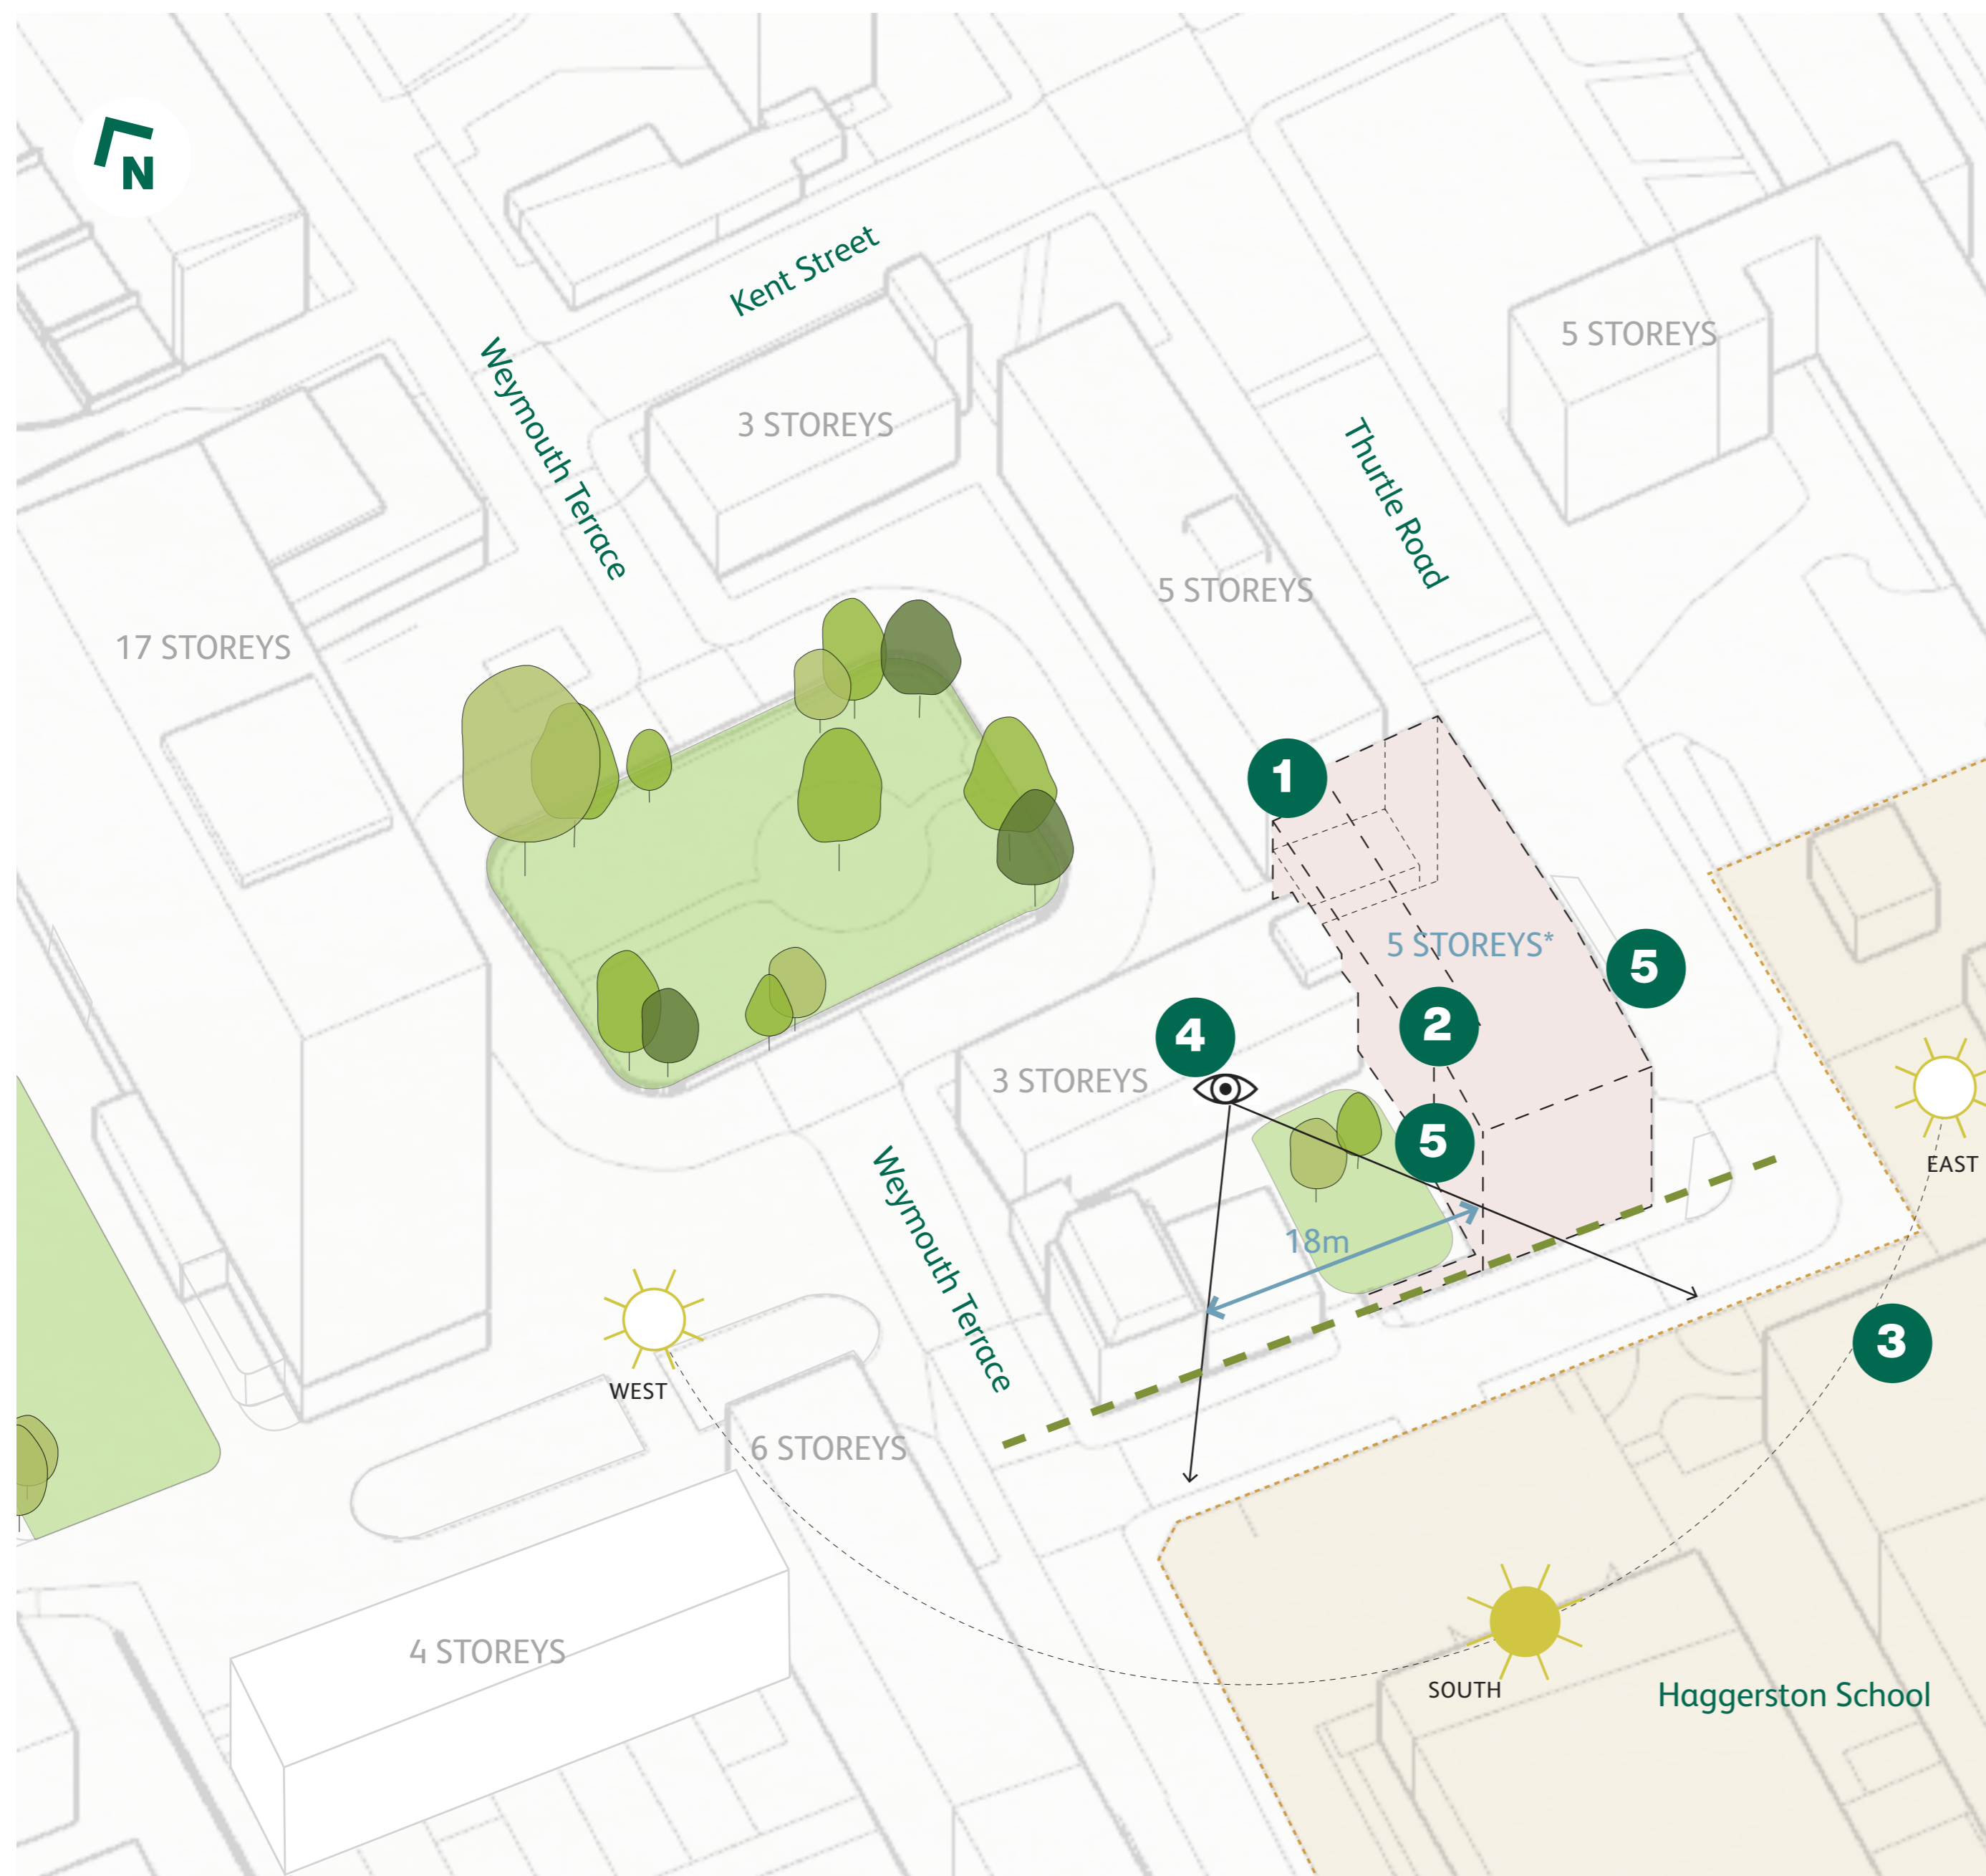 N
Kent Street
5 STOREYS
Weymouth Terrace
3 STOREYS
Thurtle Road
5 STOREYS
17 STOREYS
1
5 STOREYS*
5
2
4
3 STOREYS
5
EAST
Weymouth Terrace
18m
3
WEST
6 STOREYS
4 STOREYS
SOUTH
Haggerston School